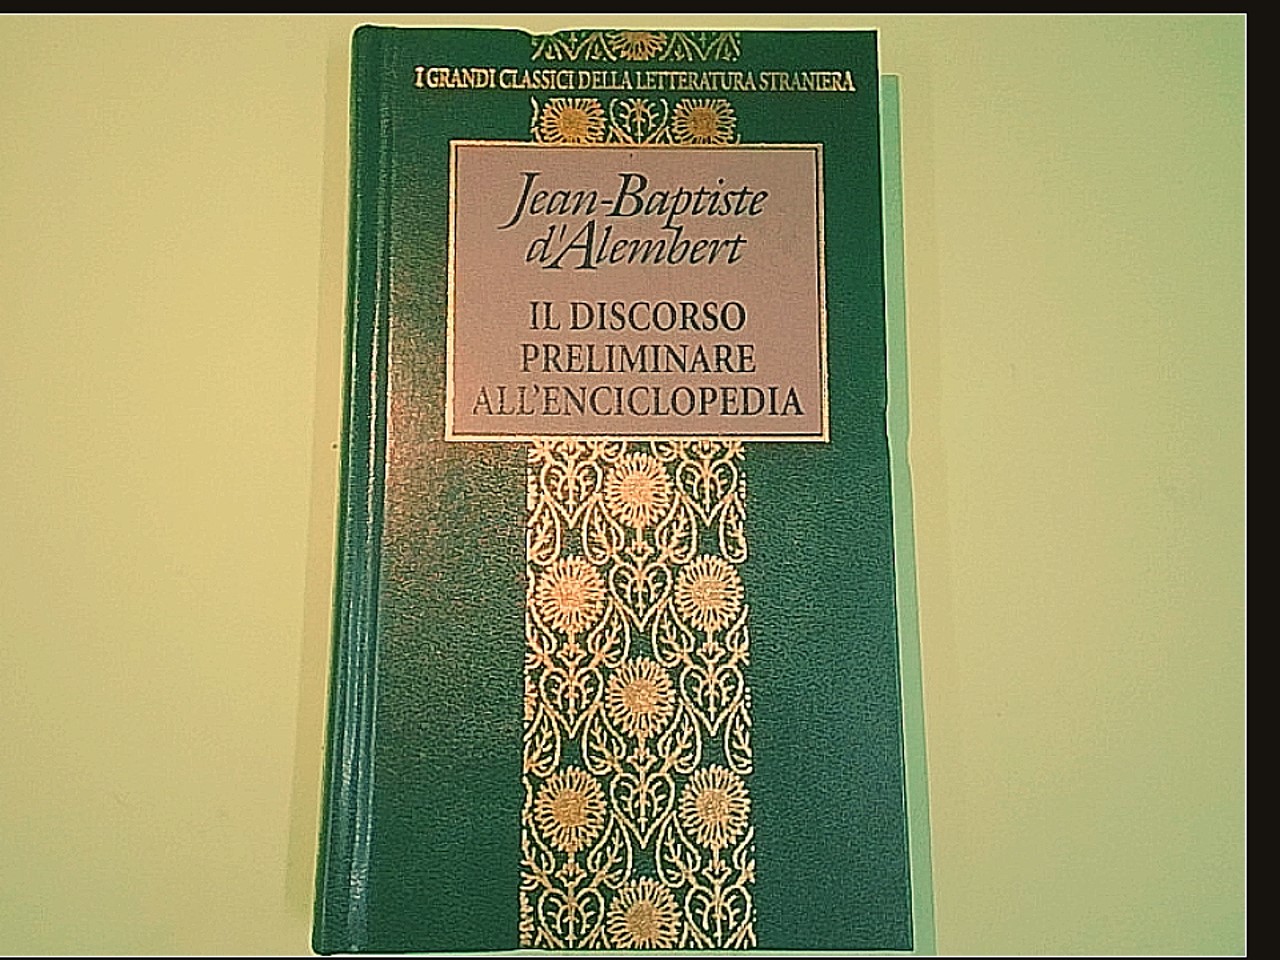 I GRANDI CLASSICI DELLA LETTERATURA STRANIERA
Jean-Baptiste
d'Alembert
IL DISCORSO
PRELIMINARE
ALL'ENCICLOPEDIA